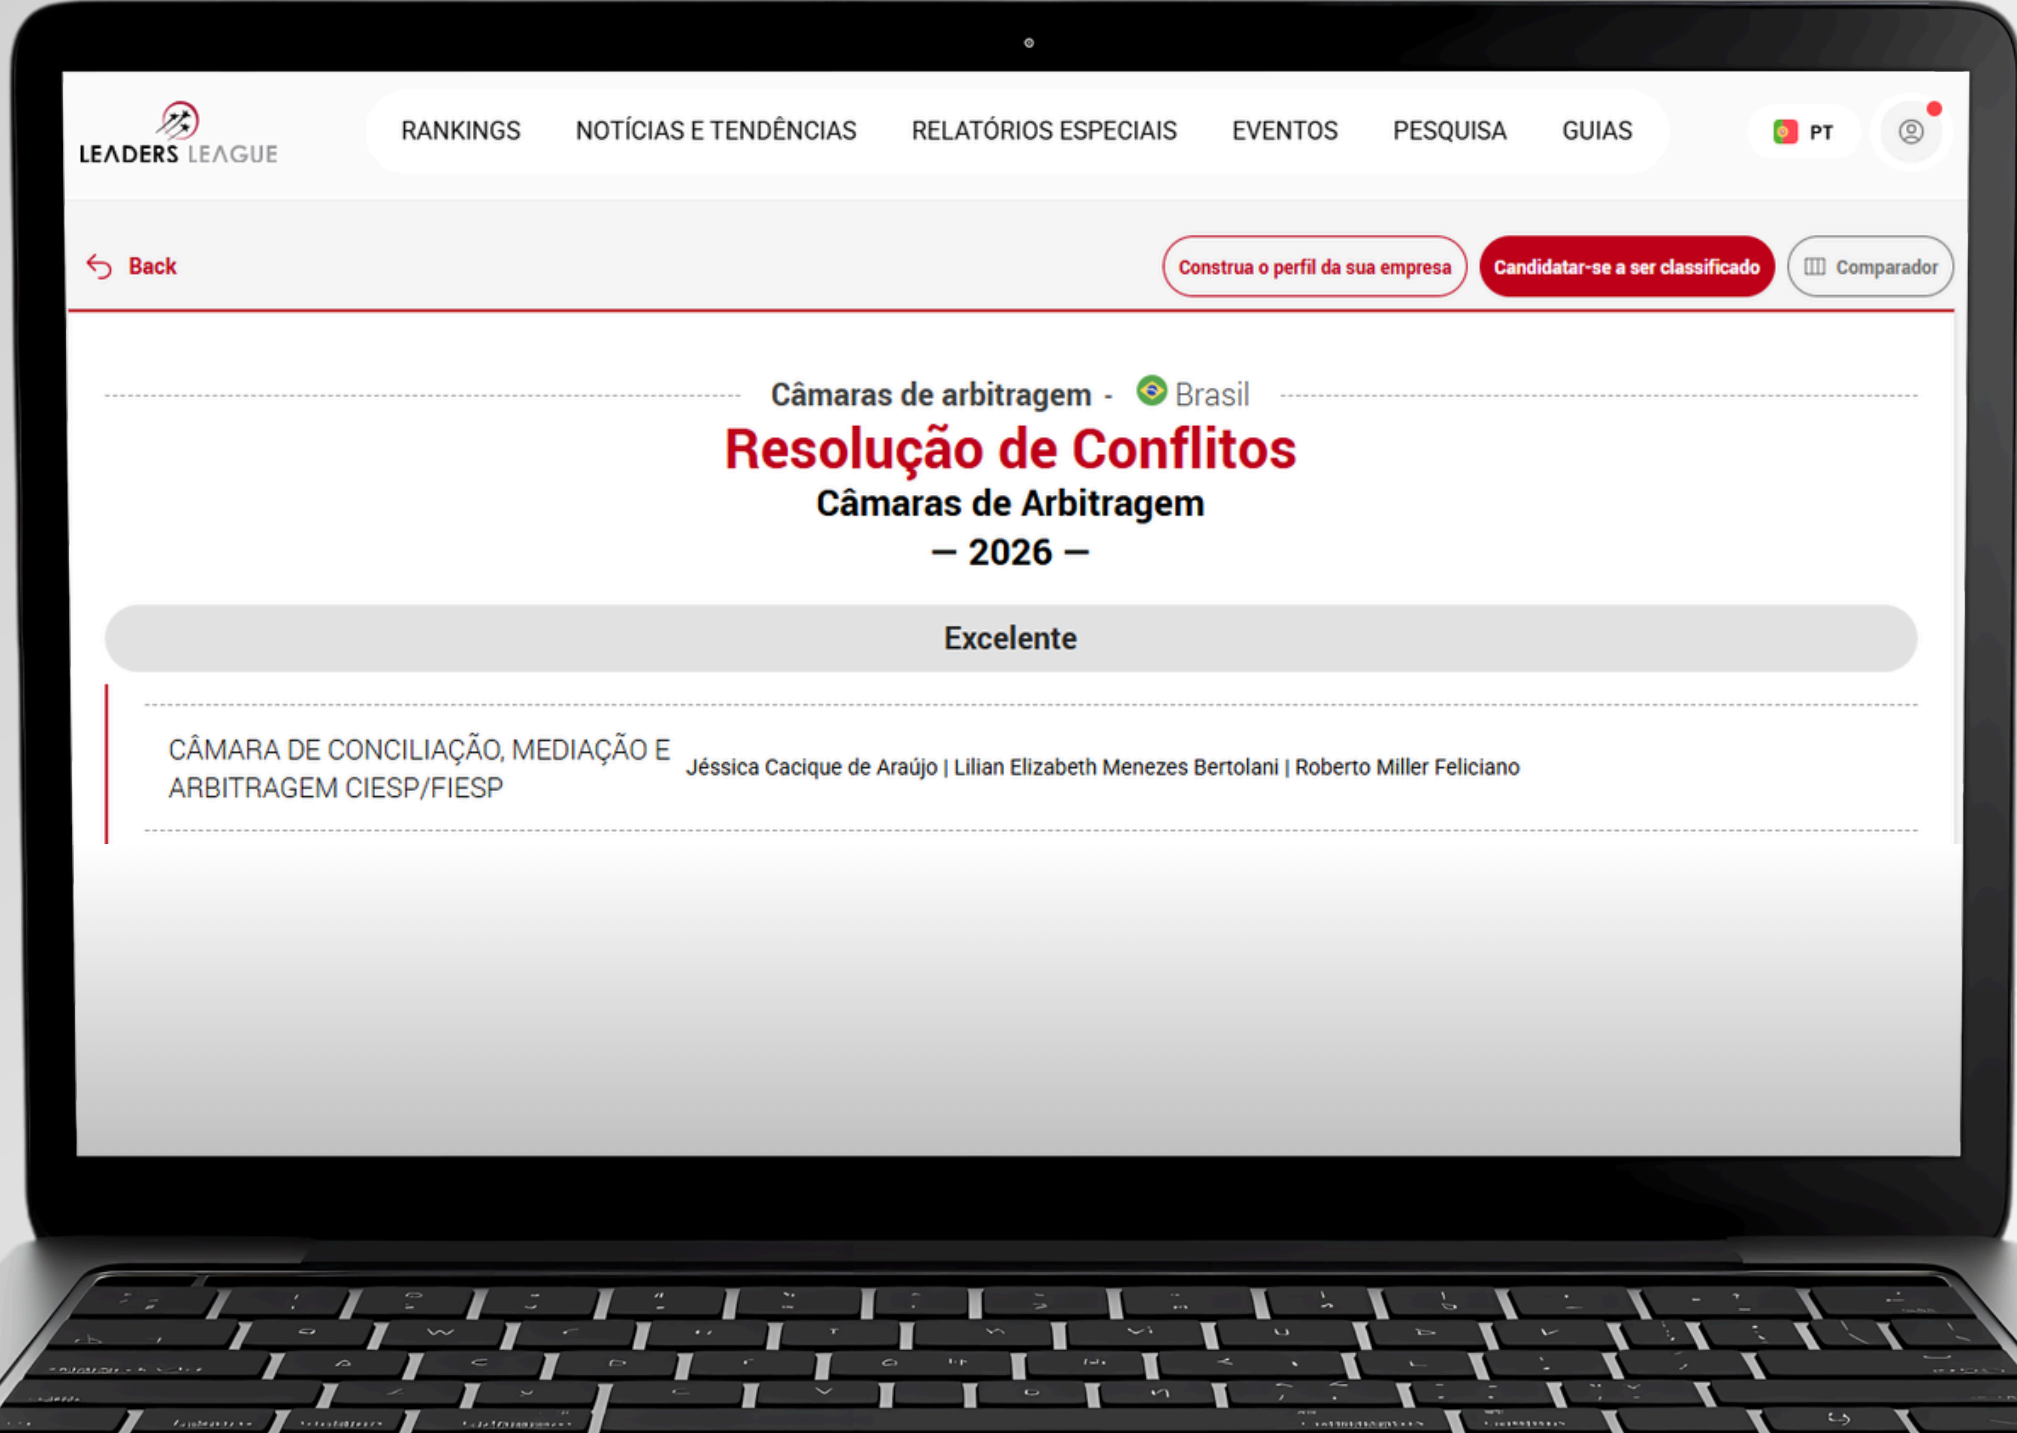 LEADERS LEAGUE
RANKINGS
NOTÍCIAS E TENDÊNCIAS
RELATÓRIOS ESPECIAIS
EVENTOS
PESQUISA
GUIAS
PT
Back
Construa o perfil da sua empresa
Candidatar-se a ser classificado
Comparador
Câmaras de arbitragem - Brasil
Resolução de Conflitos
Câmaras de Arbitragem
— 2026 —
Excelente
CÂMARA DE CONCILIAÇÃO, MEDIAÇÃO E
ARBITRAGEM CIESP/FIESP
Jéssica Cacique de Araújo | Lilian Elizabeth Menezes Bertolani | Roberto Miller Feliciano